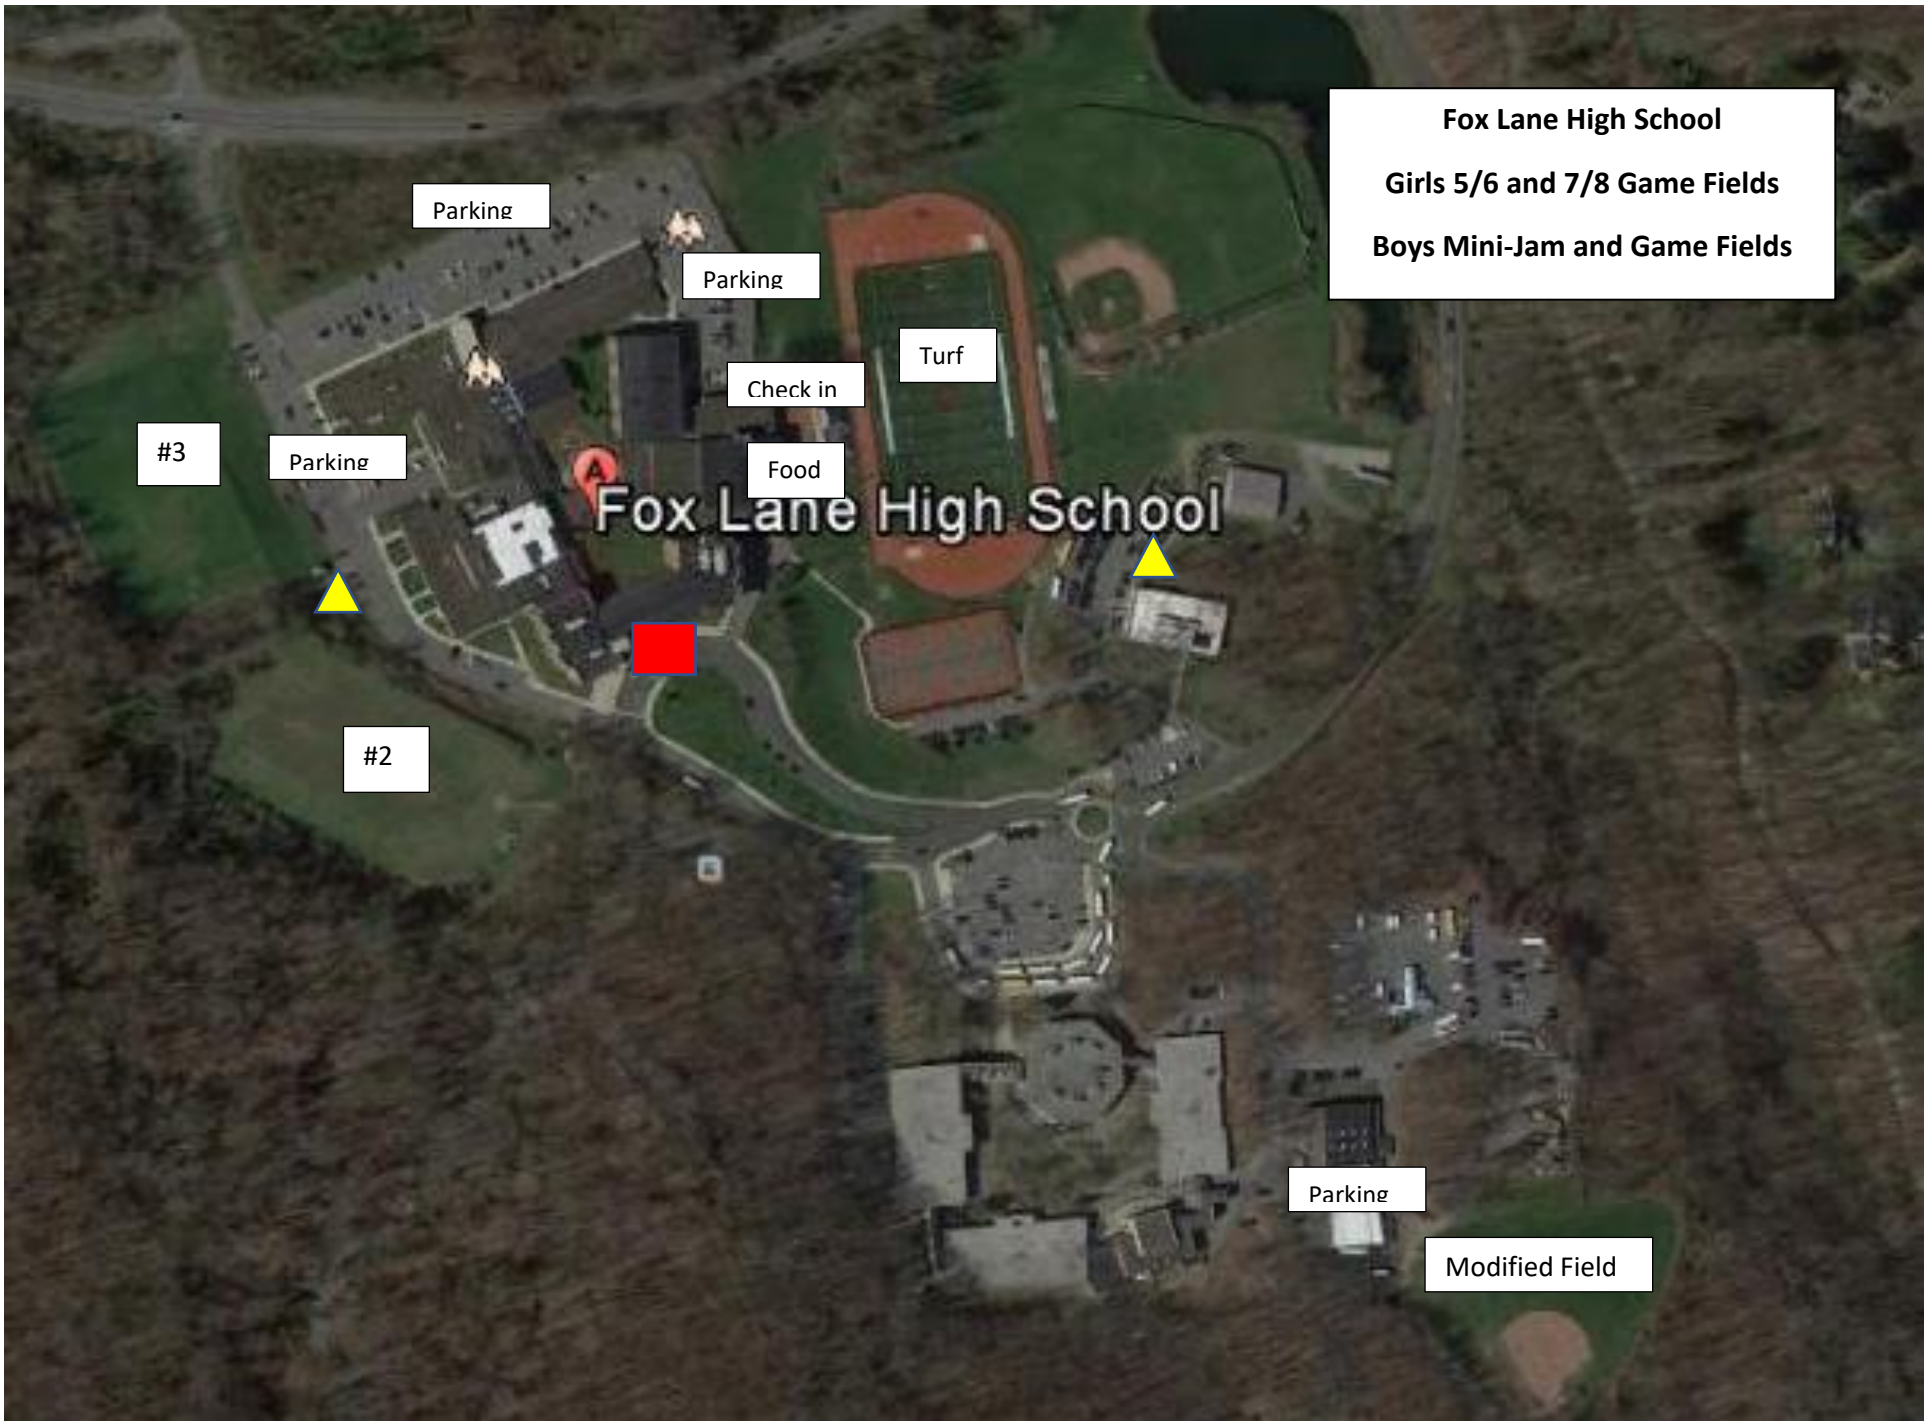 Fox Lane High School
Girls 5/6 and 7/8 Game Fields
Boys Mini-Jam and Game Fields
Parking
Parking
Turf
Check in
#3
Parking
Food
A
Fox Lane High School
#2
Parking
Modified Field